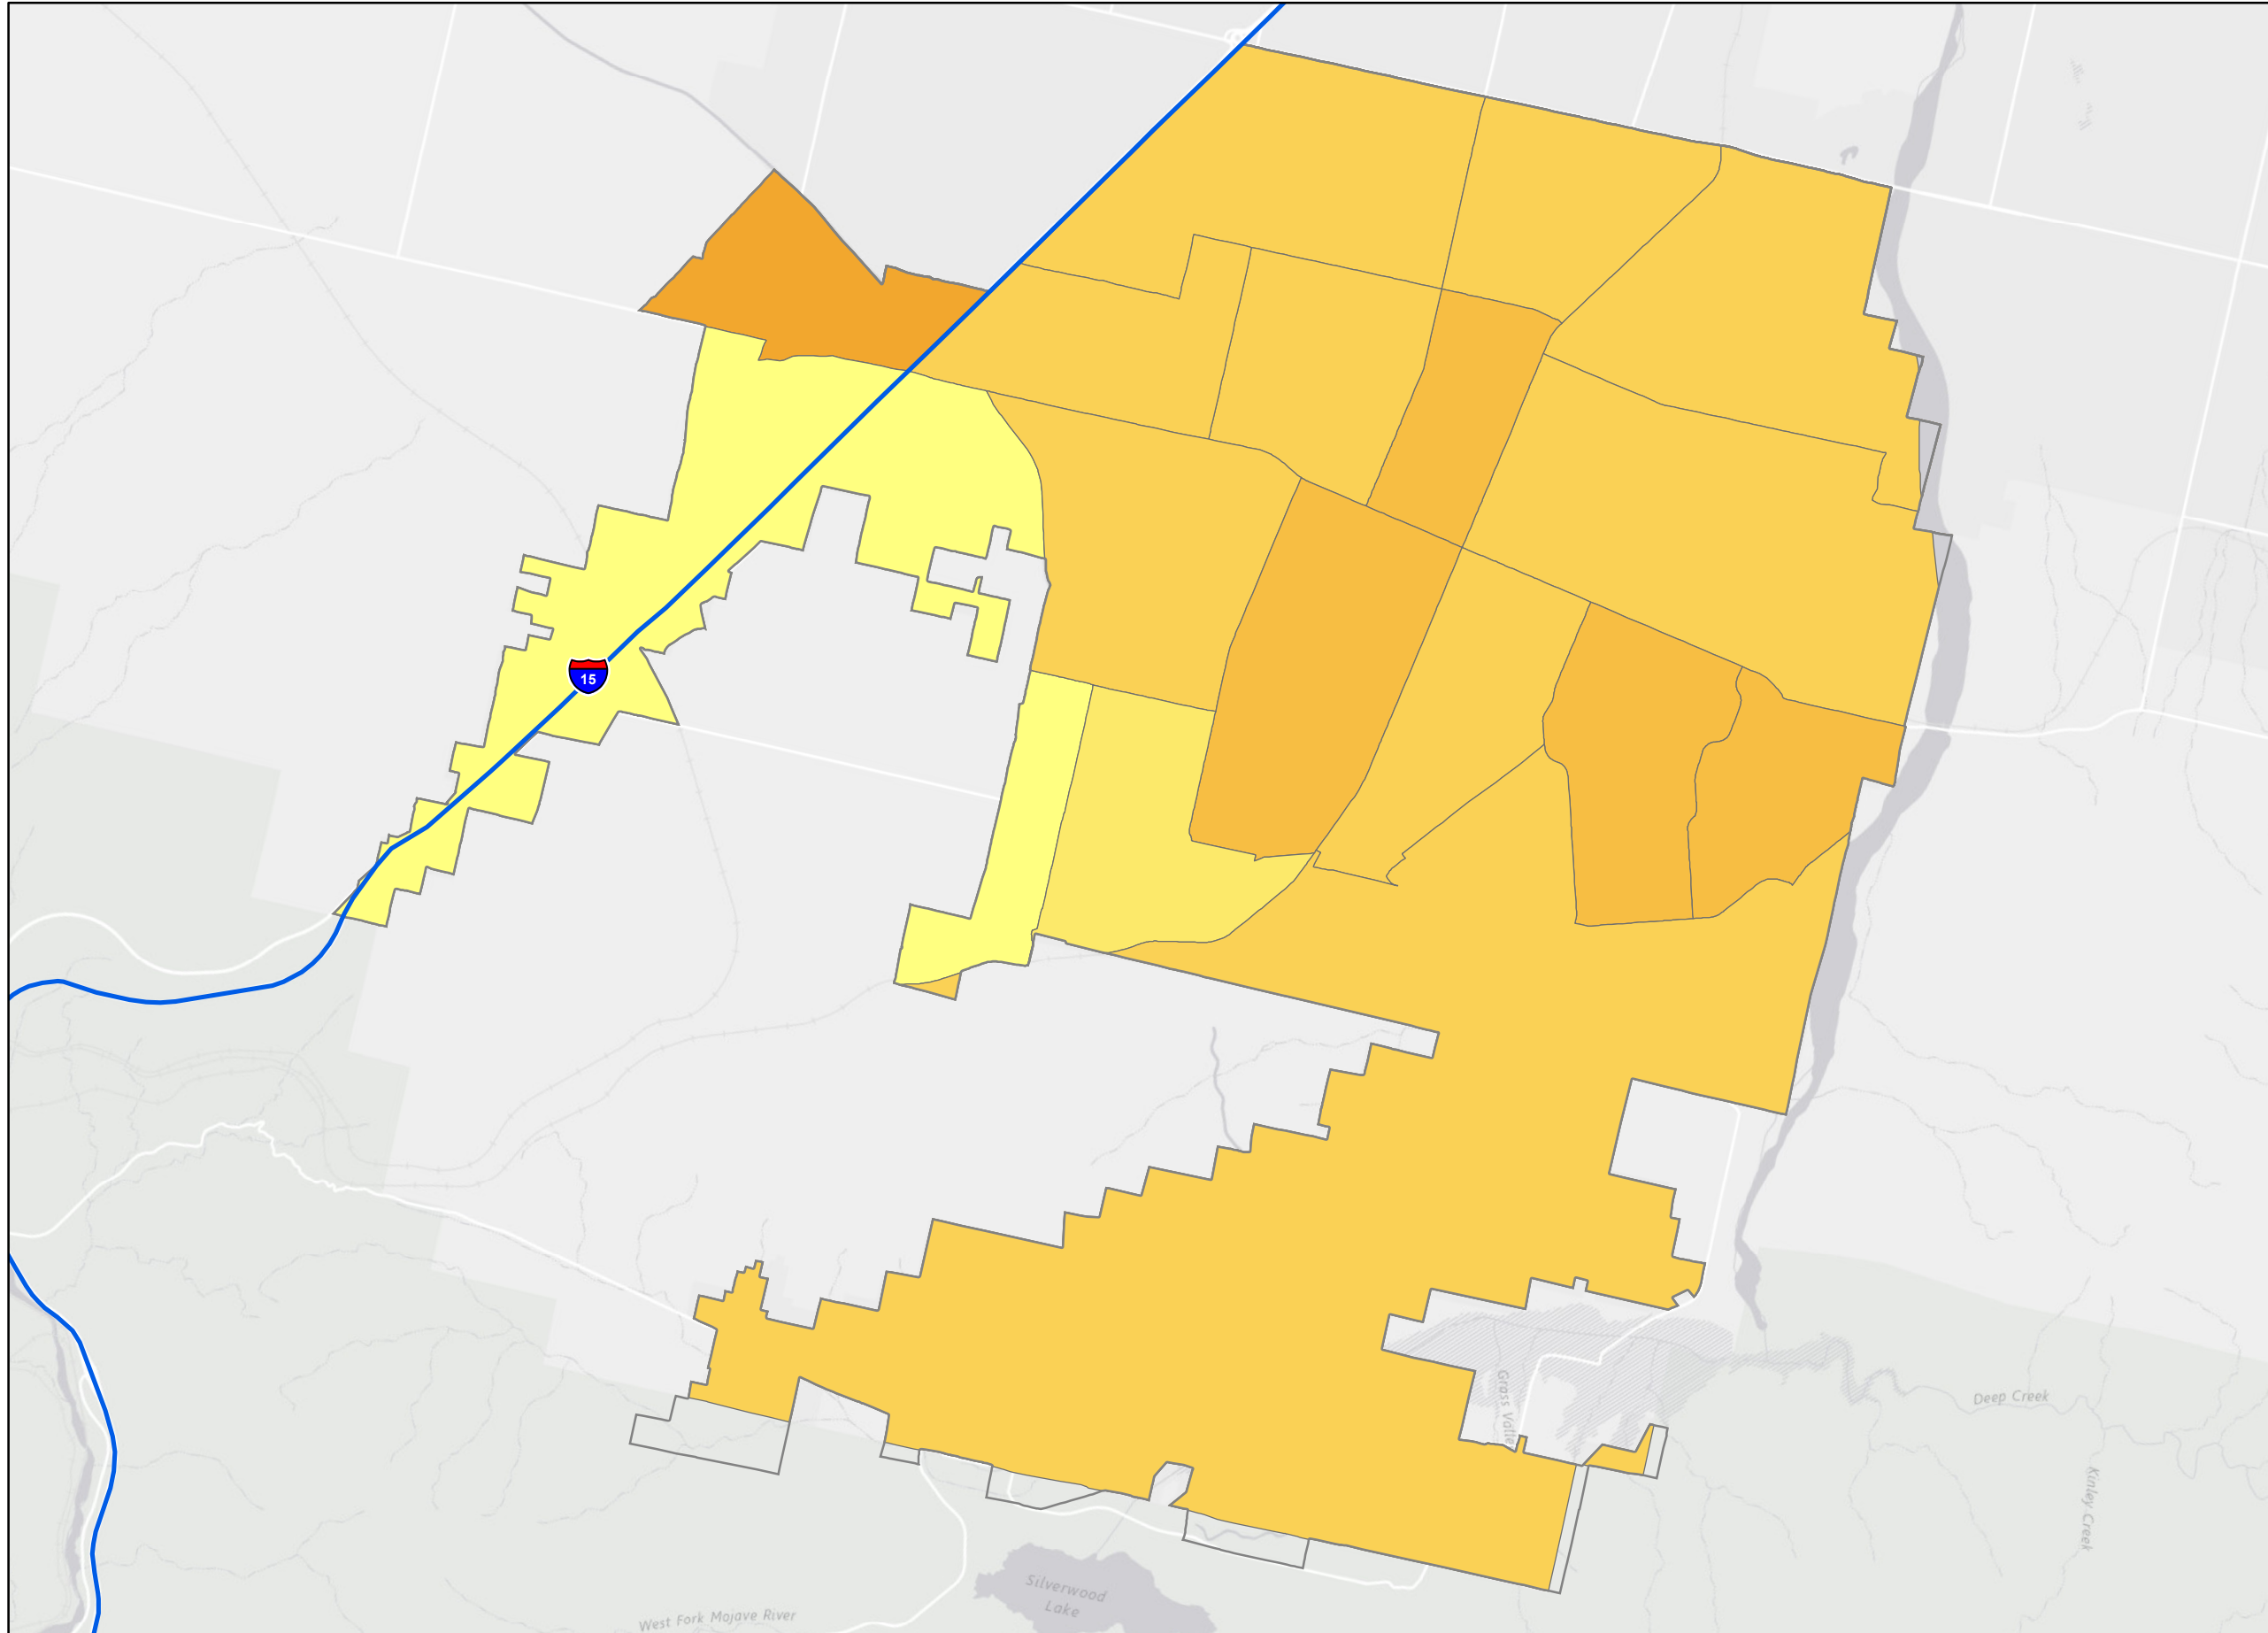 15
Grass Valle
Deep Creek
Kinley Creek
Silverwood
Lake
West Fork Mojave River